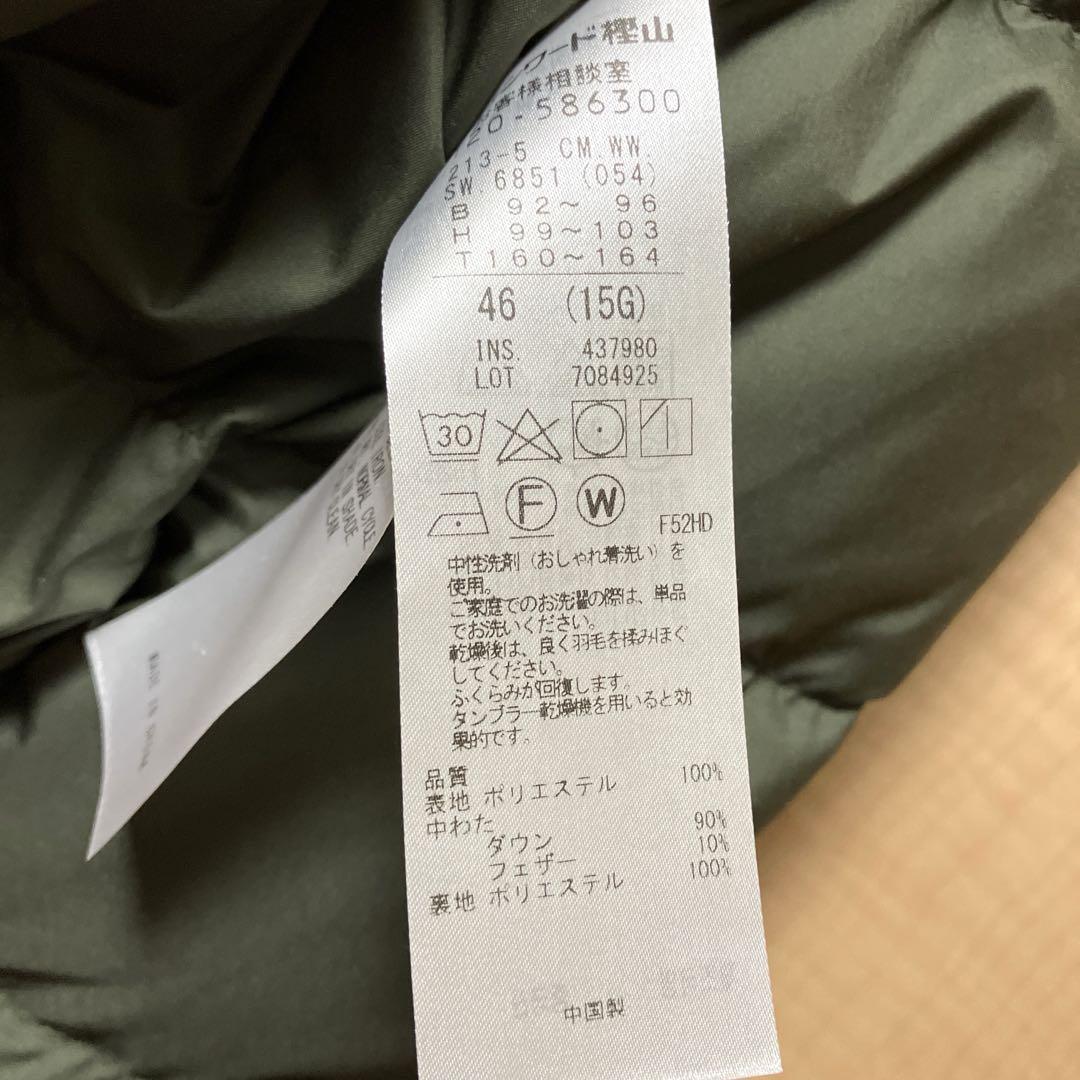 ワード樫山
客様相談室
20-586300
213-5 CM WW.
SW.6851 (054)
B 92~ 96
H 99~103
T 160~164
46 (15G)
INS. 437980
LOT 7084925
30
F W
F52HD
中性洗剤（おしゃれ着洗い）を
使用。
ご家庭でのお洗濯の際は、単品
でお洗いください。
乾燥後は、良く羽毛を揉みほぐ
してください。
ふくらみが回復します。
タンブラー乾燥機を用いると効
果的です。
品質
表地 ポリエステル 100%
中わた
ダウン 90%
フェザー 10%
裏地 ポリエステル 100%
中国製
NORMAL CYCLE
SHADE.
MADE IN CHINA